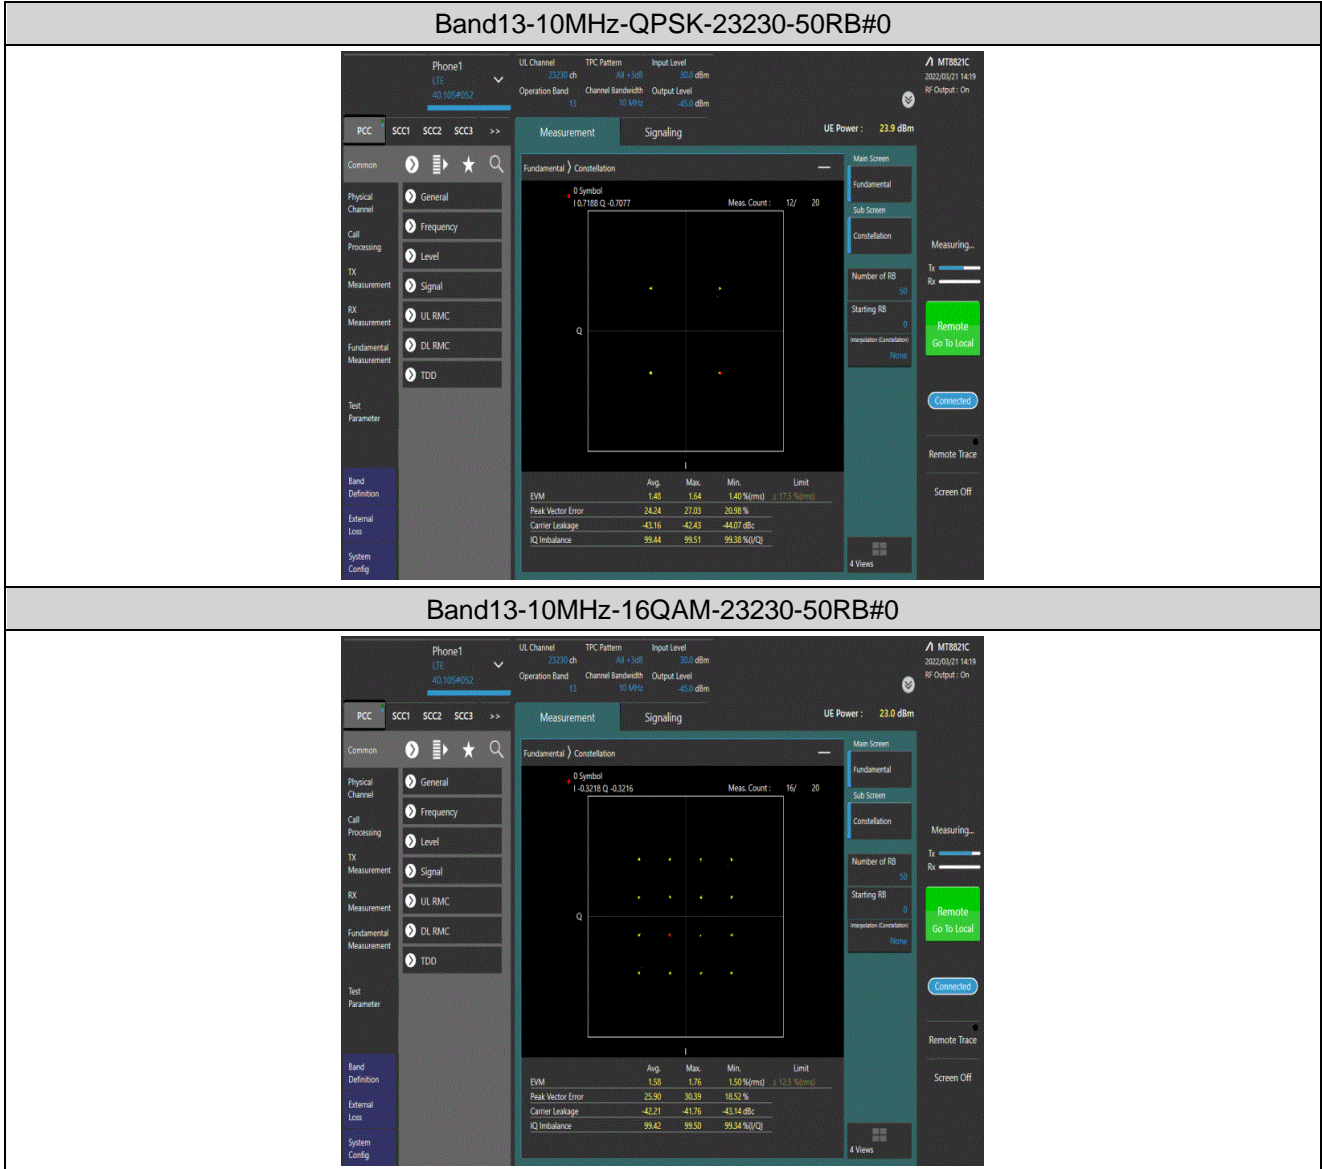 Band13-10MHz-QPSK-23230-50RB#0
Phone1
LTE
40.105#052
UL Channel TPC Pattern Input Level
23230 ch All +3dB 30.0 dBm
Operation Band Channel Bandwidth Output Level
13 10 MHz -45.0 dBm
MT8821C
2022/03/21 14:19
RF Output : On
PCC SCC1 SCC2 SCC3 >>
Measurement Signaling
UE Power : 23.9 dBm
Common
Physical
Channel
Call
Processing
TX
Measurement
RX
Measurement
Fundamental
Measurement
Test
Parameter
Band
Definition
External
Loss
System
Config
General
Frequency
Level
Signal
UL RMC
DL RMC
TDD
Fundamental Constellation
0 Symbol
I 0.7188 Q -0.7077 Meas. Count : 12/ 20
Q
I
Avg. Max. Min. Limit
EVM 1.48 1.64 1.40 %(rms) ≤ 17.5 %(rms)
Peak Vector Error 24.24 27.03 20.98 %
Carrier Leakage -43.16 -42.43 -44.07 dBc
IQ Imbalance 99.44 99.51 99.38 %(I/Q)
Main Screen
Fundamental
Sub Screen
Constellation
Number of RB
50
Starting RB
0
Interpolation (Constellation)
None
4 Views
Measuring...
Tx
Rx
Remote
Go To Local
Connected
Remote Trace
Screen Off
Band13-10MHz-16QAM-23230-50RB#0
Phone1
LTE
40.105#052
UL Channel TPC Pattern Input Level
23230 ch All +3dB 30.0 dBm
Operation Band Channel Bandwidth Output Level
13 10 MHz -45.0 dBm
MT8821C
2022/03/21 14:19
RF Output : On
PCC SCC1 SCC2 SCC3 >>
Measurement Signaling
UE Power : 23.0 dBm
Common
Physical
Channel
Call
Processing
TX
Measurement
RX
Measurement
Fundamental
Measurement
Test
Parameter
Band
Definition
External
Loss
System
Config
General
Frequency
Level
Signal
UL RMC
DL RMC
TDD
Fundamental Constellation
0 Symbol
I -0.3218 Q -0.3216 Meas. Count : 16/ 20
Q
I
Avg. Max. Min. Limit
EVM 1.58 1.76 1.50 %(rms) ≤ 12.5 %(rms)
Peak Vector Error 25.90 30.39 18.52 %
Carrier Leakage -42.21 -41.76 -43.14 dBc
IQ Imbalance 99.42 99.50 99.34 %(I/Q)
Main Screen
Fundamental
Sub Screen
Constellation
Number of RB
50
Starting RB
0
Interpolation (Constellation)
None
4 Views
Measuring...
Tx
Rx
Remote
Go To Local
Connected
Remote Trace
Screen Off